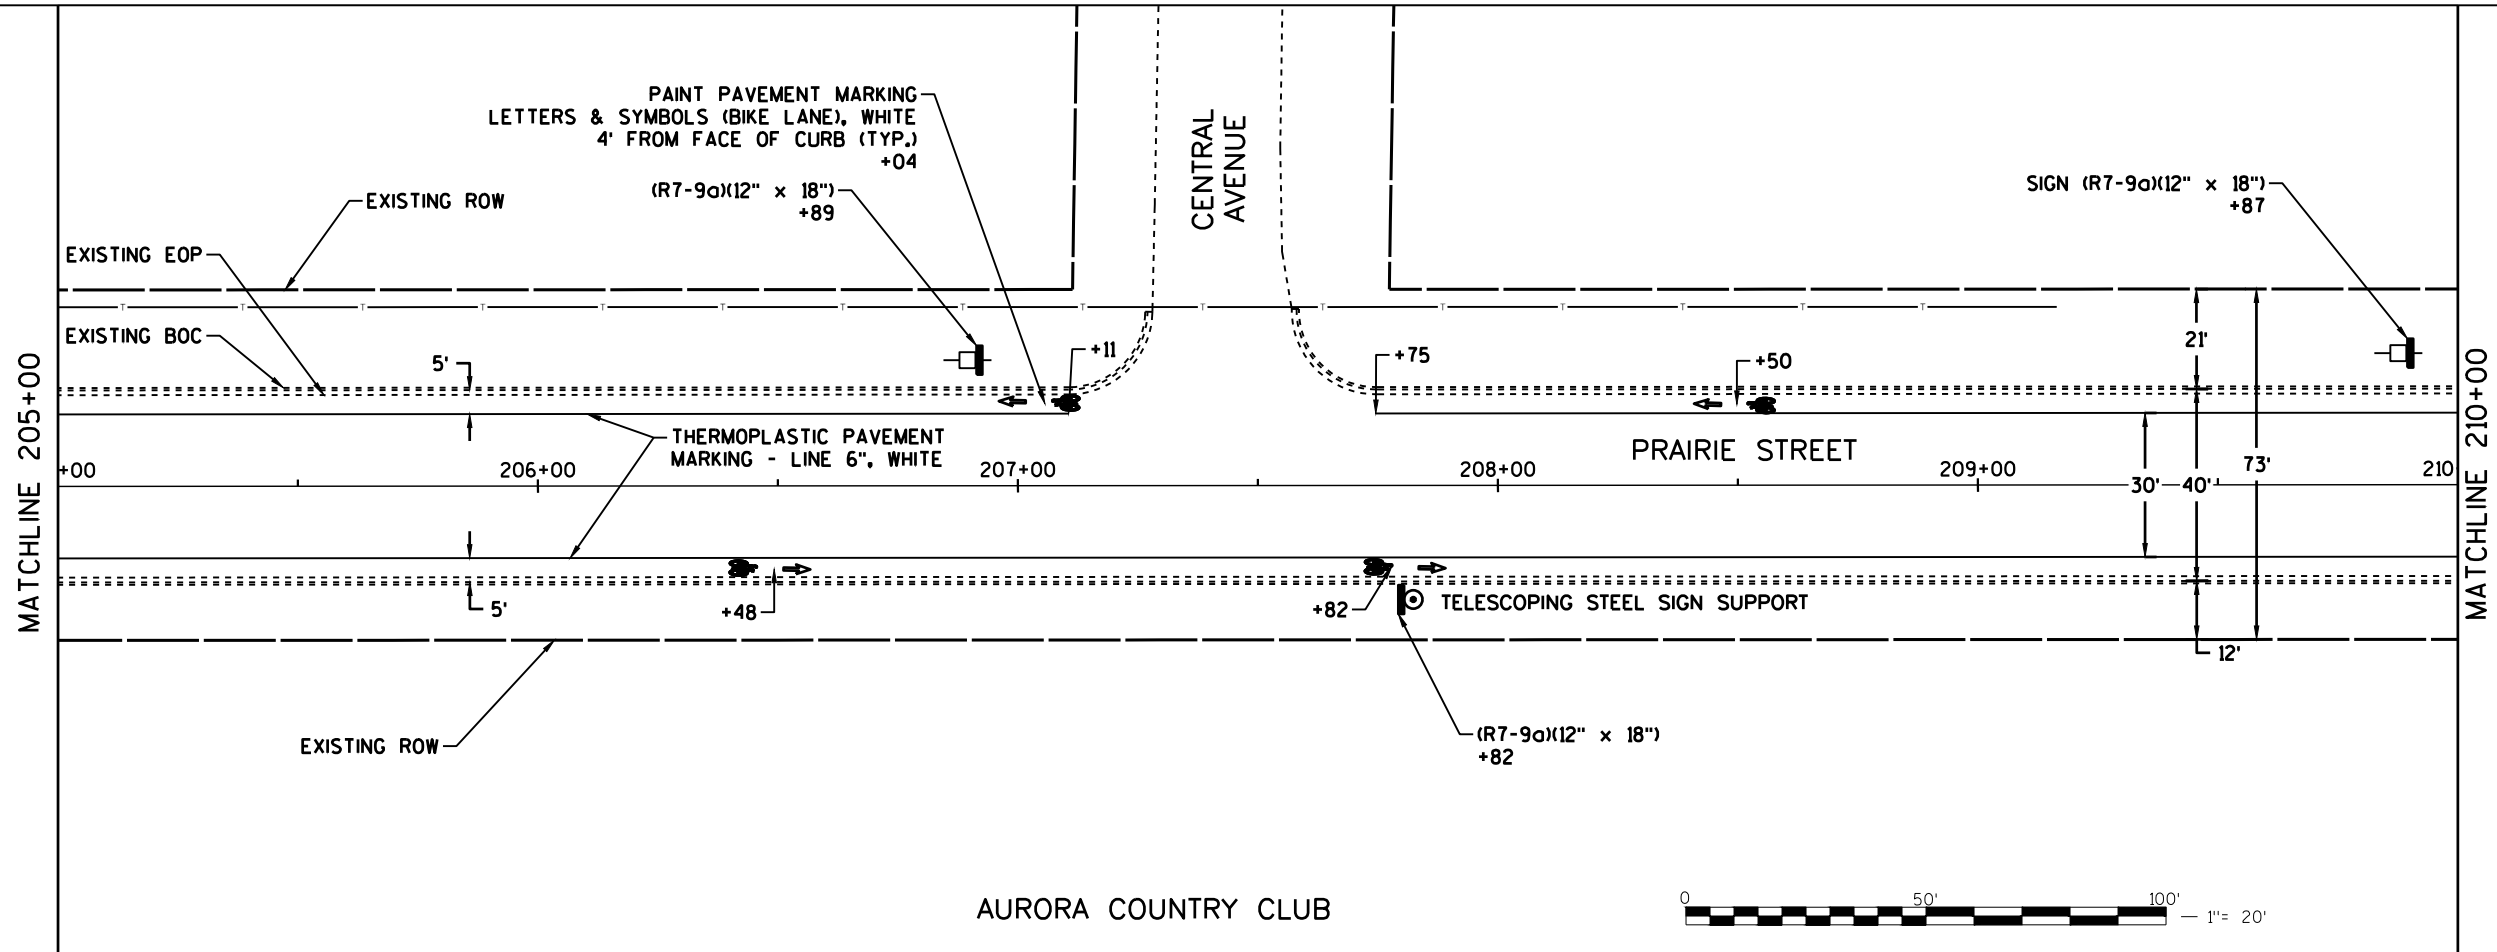 PAINT PAVEMENT MARKING
LETTERS & SYMBOLS (BIKE LANE), WHITE
4' FROM FACE OF CURB (TYP.)
+04
(R7-9a)(12" x 18")
+89
EXISTING ROW
EXISTING EOP
EXISTING BOC
5'
CENTRAL
AVENUE
SIGN (R7-9a)(12" x 18")
+87
T T T T T T T T T T T T T T T T
+11
+75
+50
21'
THERMOPLASTIC PAVEMENT
MARKING - LINE 6", WHITE
PRAIRIE STREET
MATCHLINE 205+00
+00
206+00
207+00
208+00
209+00
210
30'
40'
73'
MATCHLINE 210+00
5'
+48
+82
TELESCOPING STEEL SIGN SUPPORT
12'
EXISTING ROW
(R7-9a)(12" x 18")
+82
AURORA COUNTRY CLUB
0 50' 100'
1"= 20'